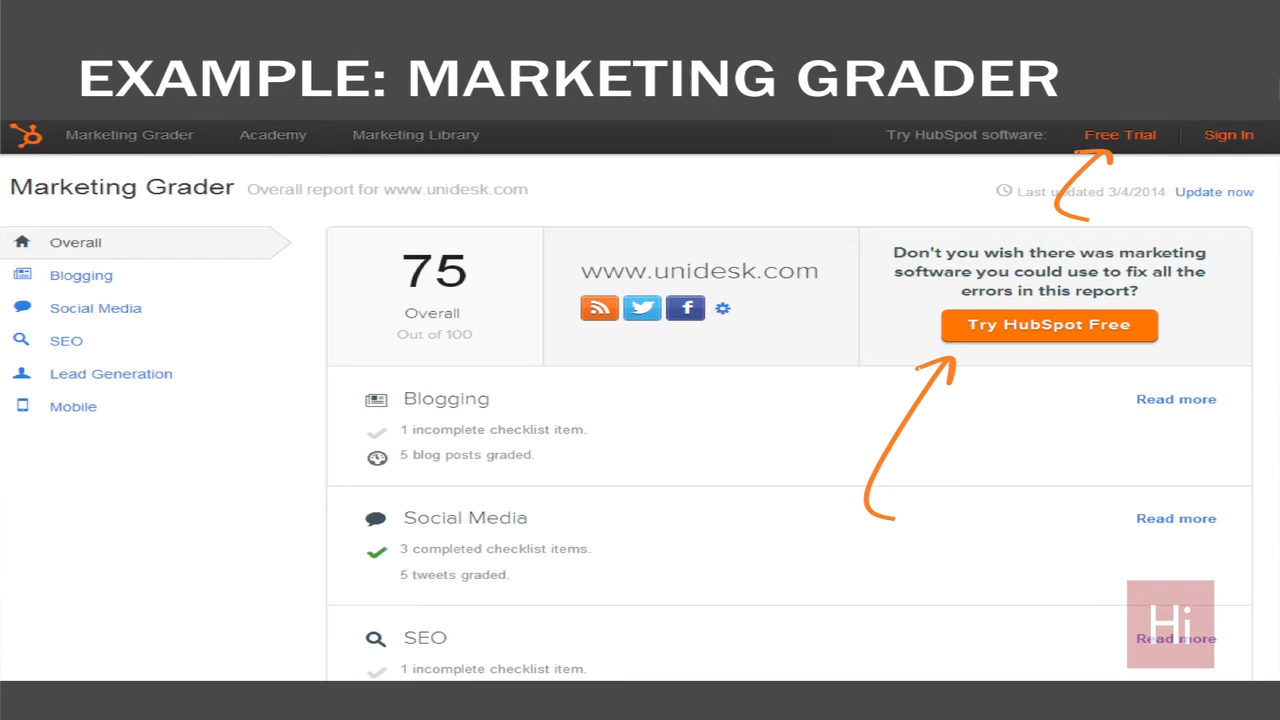 EXAMPLE: MARKETING GRADER
Marketing Grader Academy Marketing Library Try HubSpot software: Free Trial Sign In
Marketing Grader Overall report for www.unidesk.com Last updated 3/4/2014 Update now
Overall
Blogging
Social Media
SEO
Lead Generation
Mobile
75
Overall
Out of 100
www.unidesk.com
Don't you wish there was marketing
software you could use to fix all the
errors in this report?
Try HubSpot Free
Blogging Read more
1 incomplete checklist item.
5 blog posts graded.
Social Media Read more
3 completed checklist items.
5 tweets graded.
SEO Read more
1 incomplete checklist item.
Hi